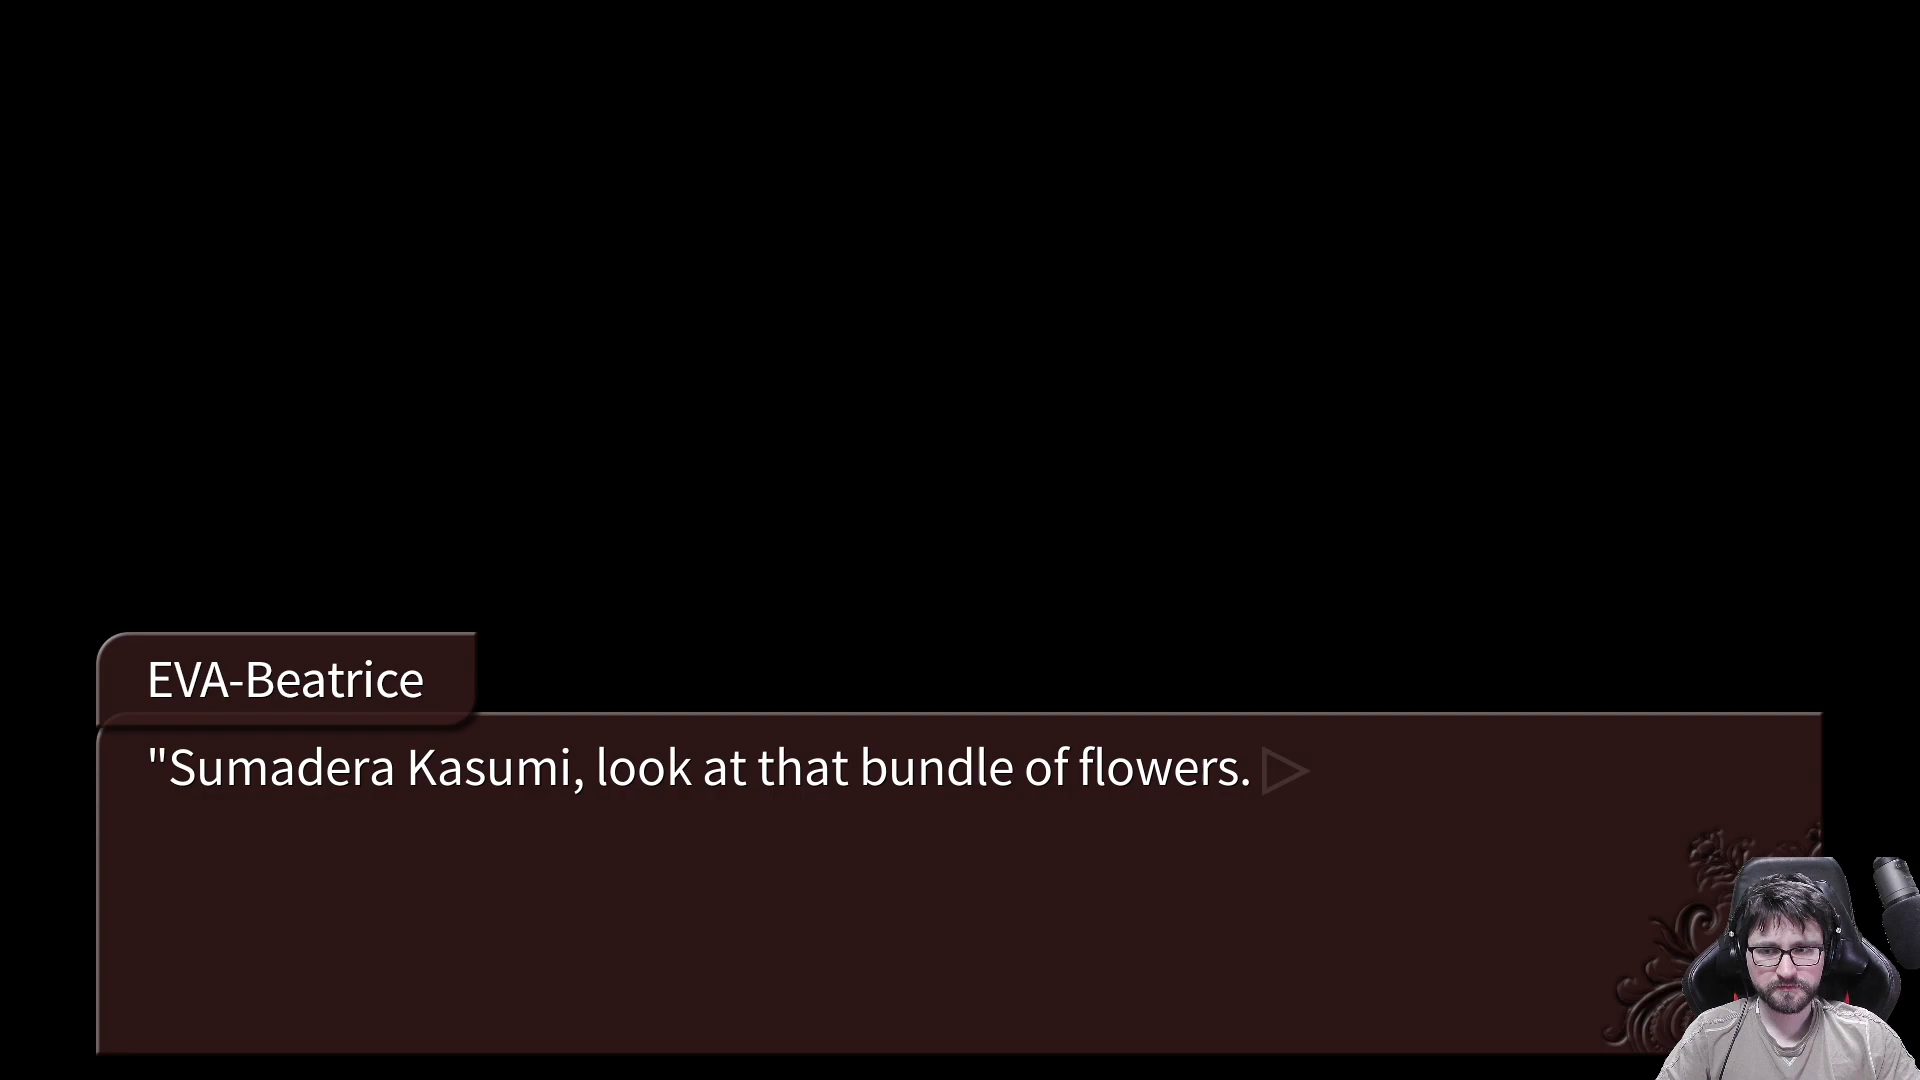 EVA-Beatrice
"Sumadera Kasumi, look at that bundle of flowers.